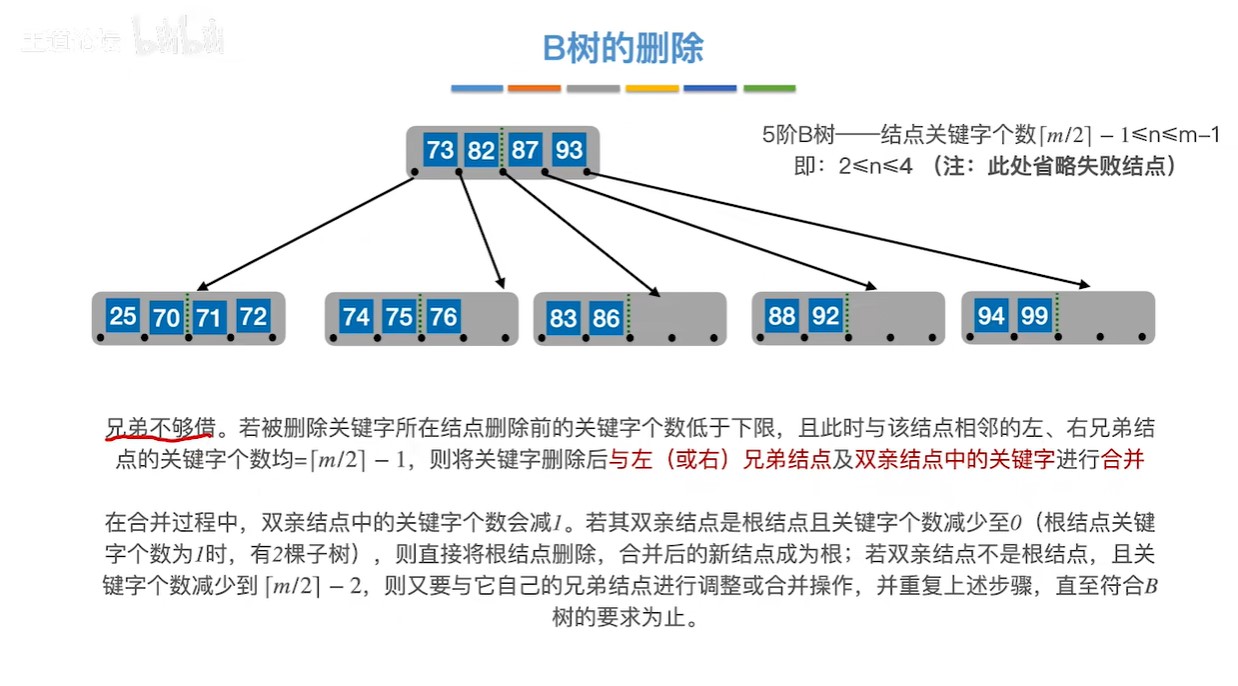 王道论坛 bilibili
B树的删除
73 82 87 93
5阶B树——结点关键字个数⌈m/2⌉ − 1≤n≤m–1
即：2≤n≤4 （注：此处省略失败结点）
25 70 71 72 74 75 76 83 86 88 92 94 99
兄弟不够借。若被删除关键字所在结点删除前的关键字个数低于下限，且此时与该结点相邻的左、右兄弟结
点的关键字个数均=⌈m/2⌉ − 1，则将关键字删除后与左（或右）兄弟结点及双亲结点中的关键字进行合并
在合并过程中，双亲结点中的关键字个数会减1。若其双亲结点是根结点且关键字个数减少至0（根结点关键
字个数为1时，有2棵子树），则直接将根结点删除，合并后的新结点成为根；若双亲结点不是根结点，且关
键字个数减少到 ⌈m/2⌉ − 2，则又要与它自己的兄弟结点进行调整或合并操作，并重复上述步骤，直至符合B
树的要求为止。